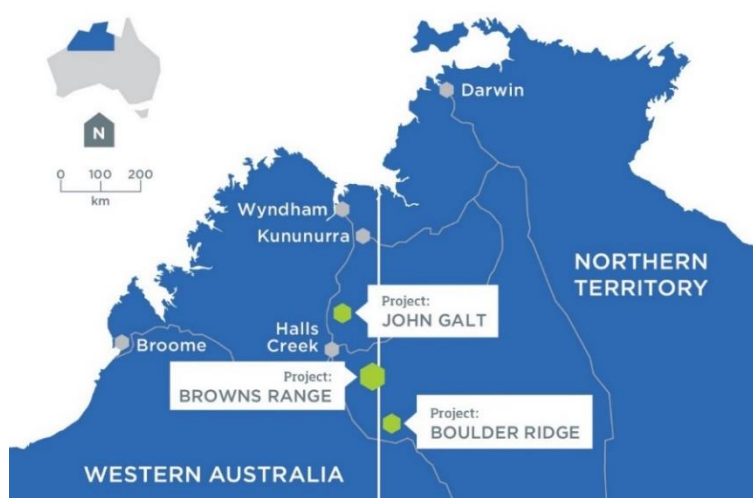 N
0 100 200
km
Darwin
Wyndham
Kununurra
NORTHERN
TERRITORY
Project:
JOHN GALT
Halls
Creek
Broome
Project:
BROWNS RANGE
Project:
BOULDER RIDGE
WESTERN AUSTRALIA